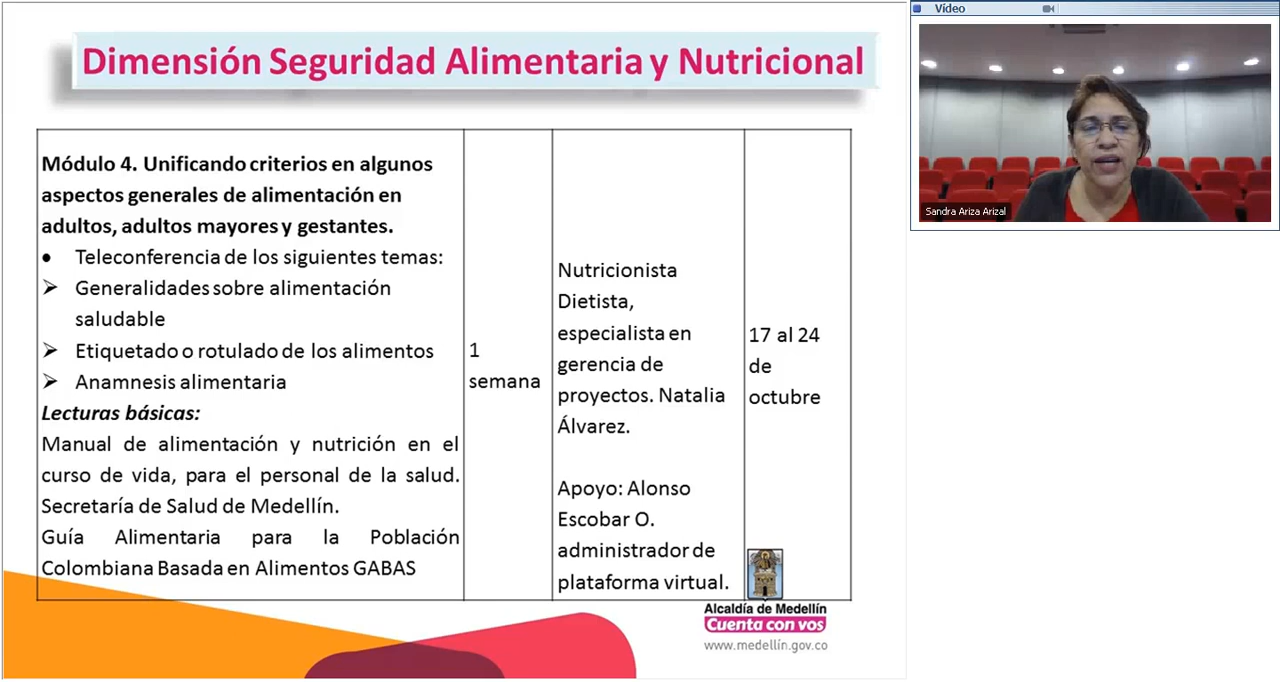 Dimensión Seguridad Alimentaria y Nutricional
Módulo 4. Unificando criterios en algunos
aspectos generales de alimentación en
adultos, adultos mayores y gestantes.
• Teleconferencia de los siguientes temas:
➢ Generalidades sobre alimentación
saludable
➢ Etiquetado o rotulado de los alimentos
➢ Anamnesis alimentaria
Lecturas básicas:
Manual de alimentación y nutrición en el
curso de vida, para el personal de la salud.
Secretaría de Salud de Medellín.
Guía Alimentaria para la Población
Colombiana Basada en Alimentos GABAS
1
semana
Nutricionista
Dietista,
especialista en
gerencia de
proyectos. Natalia
Álvarez.
Apoyo: Alonso
Escobar O.
administrador de
plataforma virtual.
17 al 24
de
octubre
Alcaldía de Medellín
Cuenta con vos
www.medellín.gov.co
Vídeo
Sandra Ariza Arizal